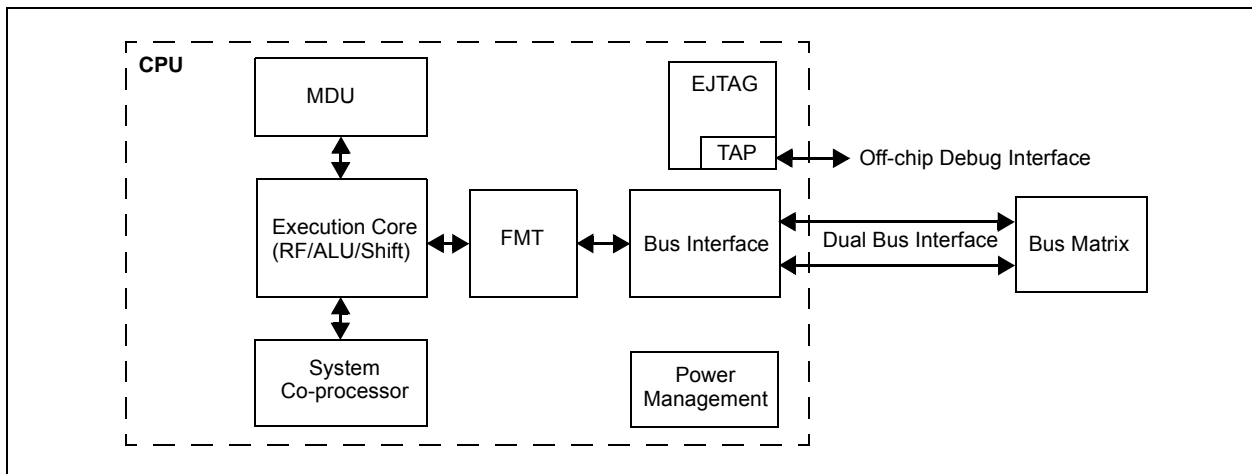 CPU
MDU
EJTAG
TAP
Off-chip Debug Interface
Execution Core
(RF/ALU/Shift)
FMT
Bus Interface
Dual Bus Interface
Bus Matrix
System
Co-processor
Power
Management